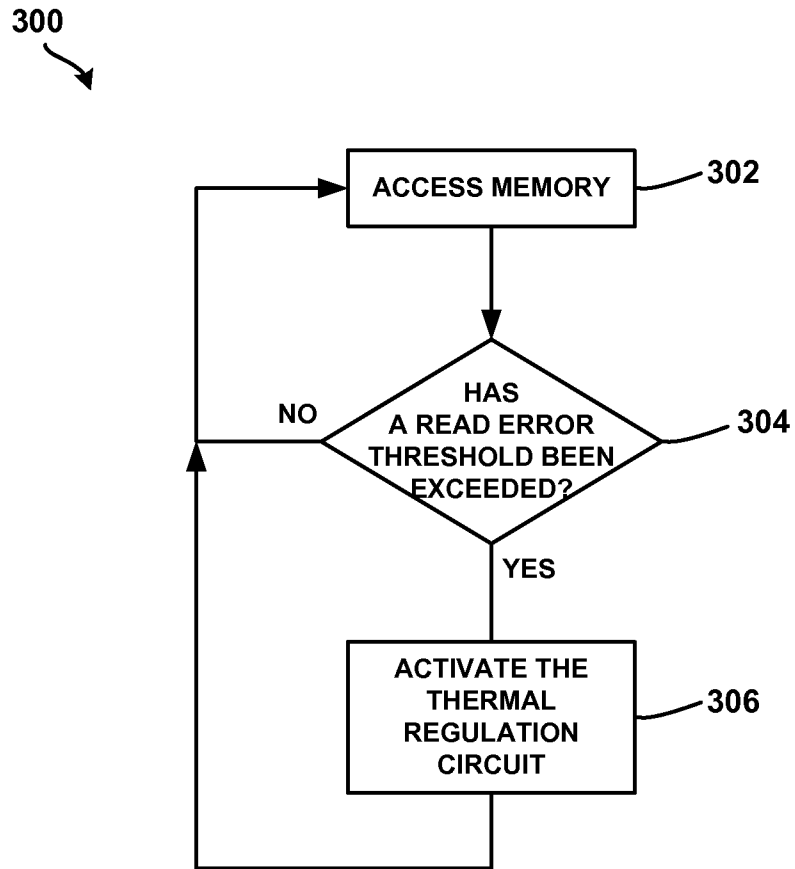 300
ACCESS MEMORY
302
HAS
A READ ERROR
THRESHOLD BEEN
EXCEEDED?
304
NO
YES
ACTIVATE THE
THERMAL
REGULATION
CIRCUIT
306